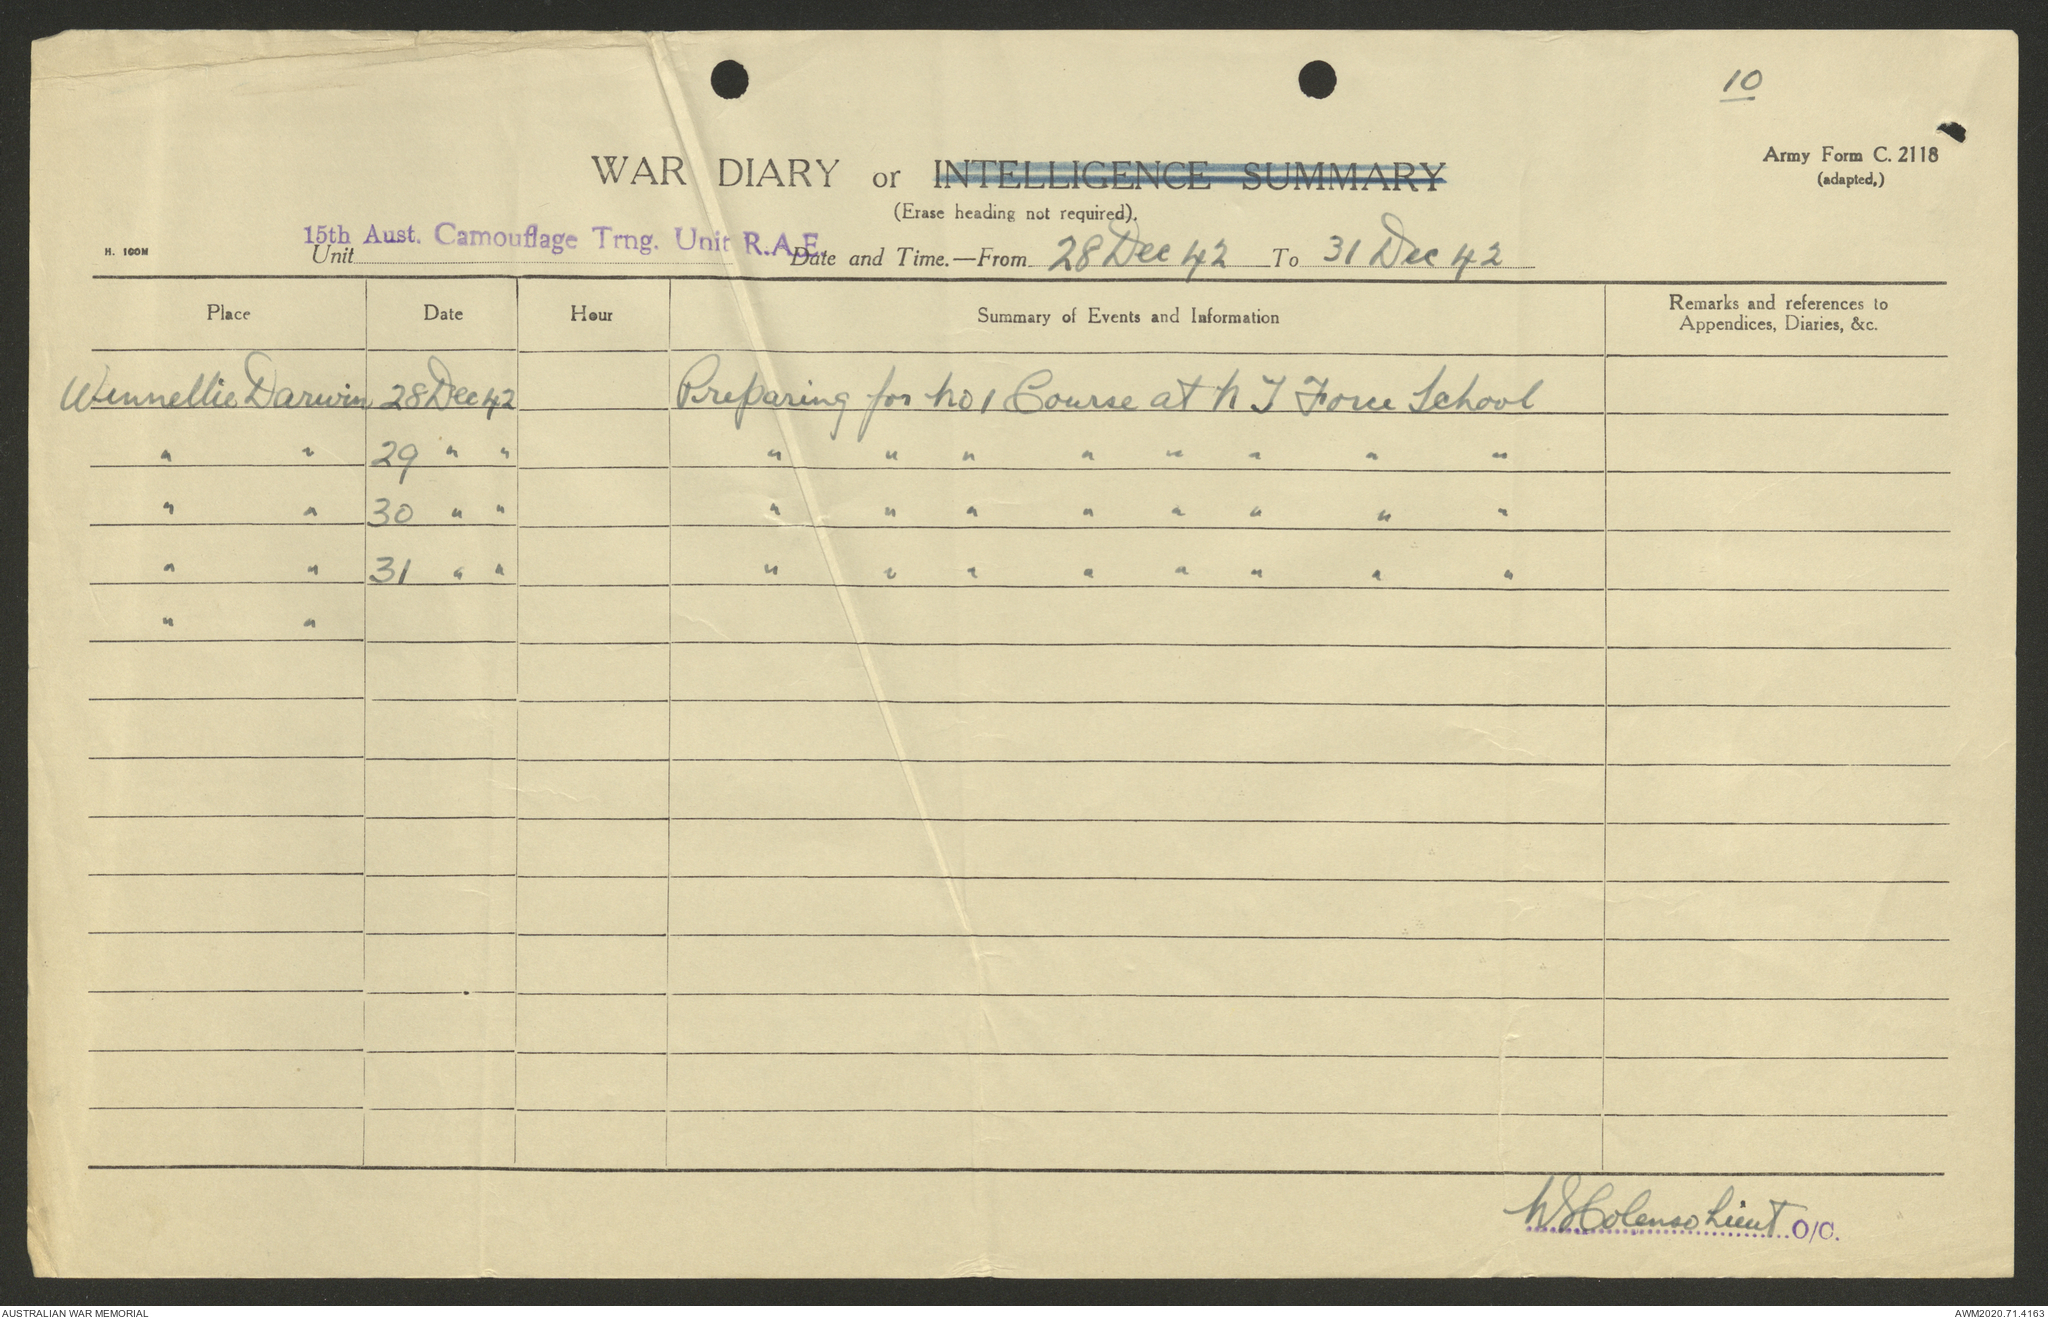 10
Army Form C. 2118
(adapted,)
WAR DIARY or INTELLIGENCE SUMMARY
(Erase heading not required).
15th Aust. Camouflage Trng. Unit R.A.E.
H. 100M
Unit Date and Time.—From 28 Dec 42 To 31 Dec 42
Place Date Hour Summary of Events and Information Remarks and references to
Appendices, Diaries, &c.
Winnellie Darwin 28 Dec 42 Preparing for No 1 Course at N T Force School
" " 29 " " " " " " " " " "
" " 30 " " " " " " " " " "
" " 31 " " " " " " " " " "
" "
Colenso Lieut O/C.
AUSTRALIAN WAR MEMORIAL AWM2020.71.4163